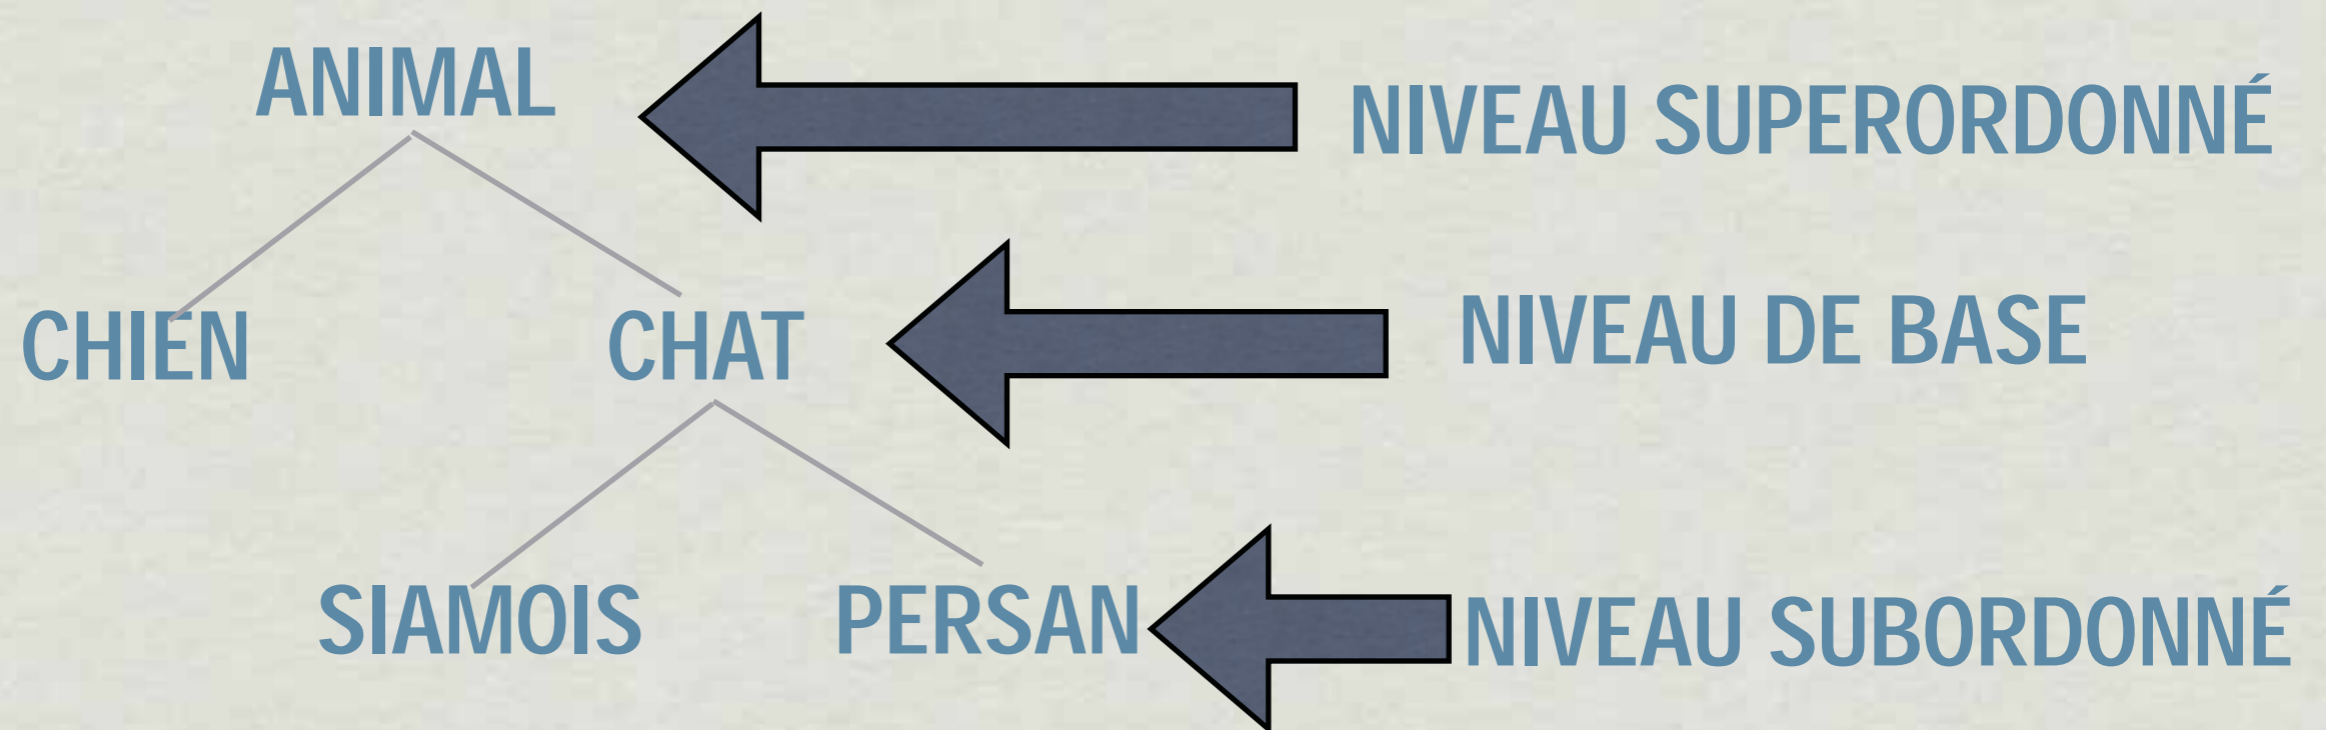 ANIMAL
NIVEAU SUPERORDONNÉ
CHIEN
CHAT
NIVEAU DE BASE
SIAMOIS
PERSAN
NIVEAU SUBORDONNÉ